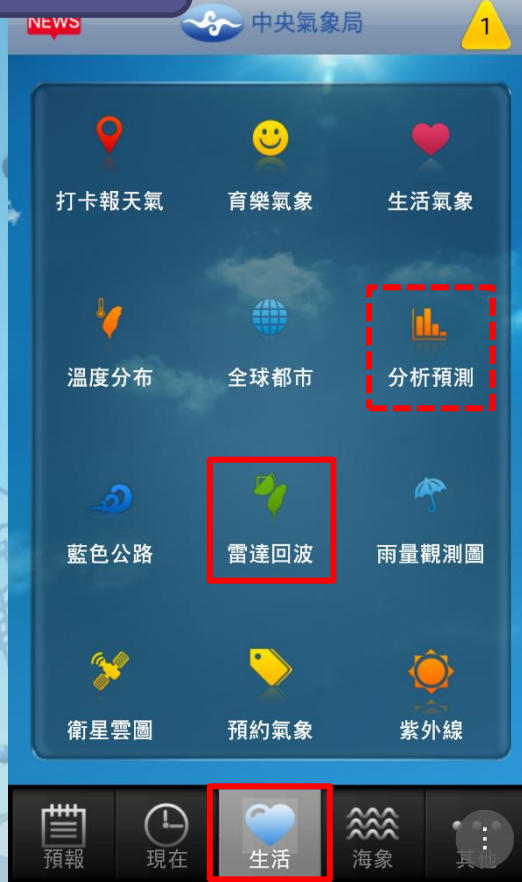 NEWS
中央氣象局
1
打卡報天氣
育樂氣象
生活氣象
溫度分布
全球都市
分析預測
藍色公路
雷達回波
雨量觀測圖
衛星雲圖
預約氣象
紫外線
預報
現在
生活
海象
其他